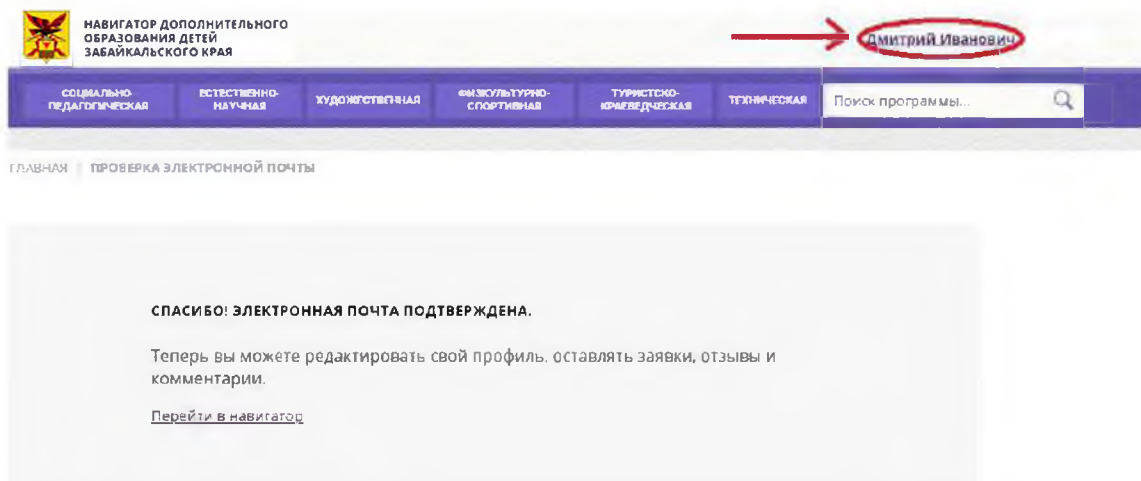 НАВИГАТОР ДОПОЛНИТЕЛЬНОГО
ОБРАЗОВАНИЯ ДЕТЕЙ
ЗАБАЙКАЛЬСКОГО КРАЯ
Дмитрий Иванович
СОЦИАЛЬНО-
ПЕДАГОГИЧЕСКАЯ
ЕСТЕСТВЕННО-
НАУЧНАЯ
ХУДОЖЕСТВЕННАЯ
ФИЗКУЛЬТУРНО-
СПОРТИВНАЯ
ТУРИСТСКО-
КРАЕВЕДЧЕСКАЯ
ТЕХНИЧЕСКАЯ
Поиск программы...
ГЛАВНАЯ | ПРОВЕРКА ЭЛЕКТРОННОЙ ПОЧТЫ
СПАСИБО! ЭЛЕКТРОННАЯ ПОЧТА ПОДТВЕРЖДЕНА.
Теперь вы можете редактировать свой профиль, оставлять заявки, отзывы и
комментарии.
Перейти в навигатор